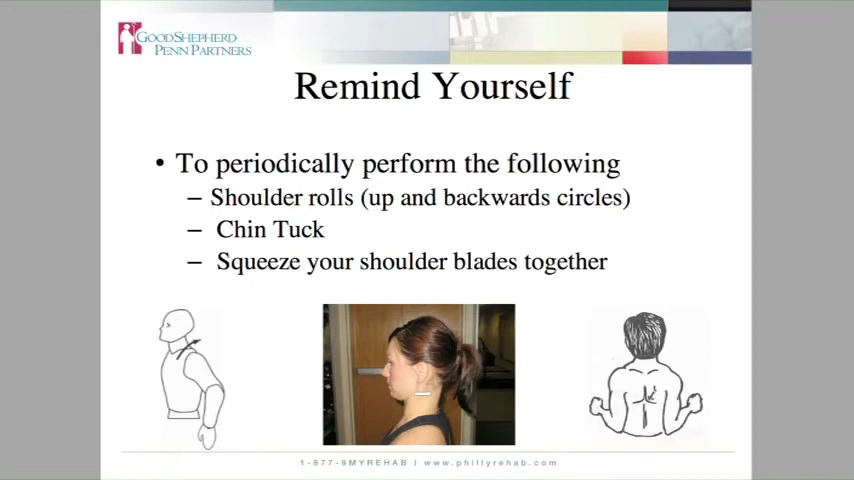 GOODSHEPHERD
PENN PARTNERS
Remind Yourself
• To periodically perform the following
– Shoulder rolls (up and backwards circles)
– Chin Tuck
– Squeeze your shoulder blades together
1-877-9MYREHAB | www.phillyrehab.com